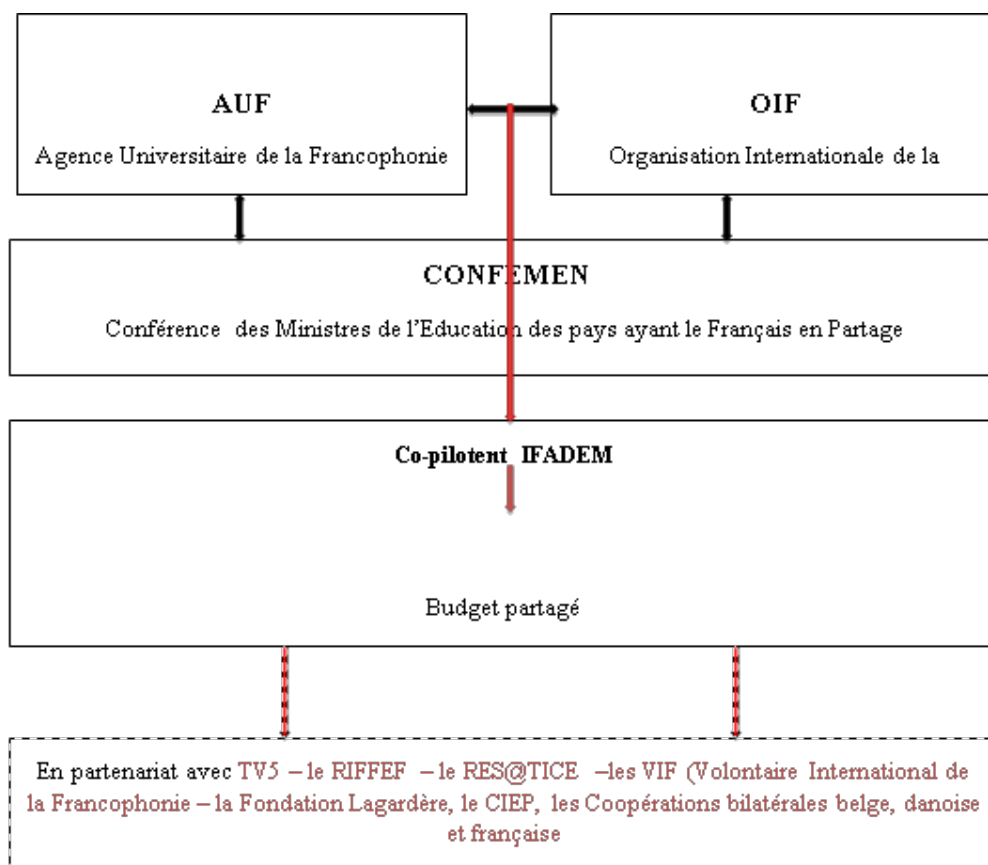 AUF
Agence Universitaire de la Francophonie
OIF
Organisation Internationale de la
CONFEMEN
Conférence des Ministres de l’Education des pays ayant le Français en Partage
Co-pilotent IFADEM
Budget partagé
En partenariat avec TV5 – le RIFFEF – le RES@TICE –les VIF (Volontaire International de
la Francophonie – la Fondation Lagardère, le CIEP, les Coopérations bilatérales belge, danoise
et française